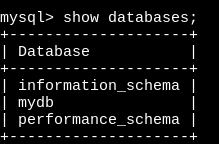 mysql> show databases;
+--------------------+
| Database           |
+--------------------+
| information_schema |
| mydb               |
| performance_schema |
+--------------------+